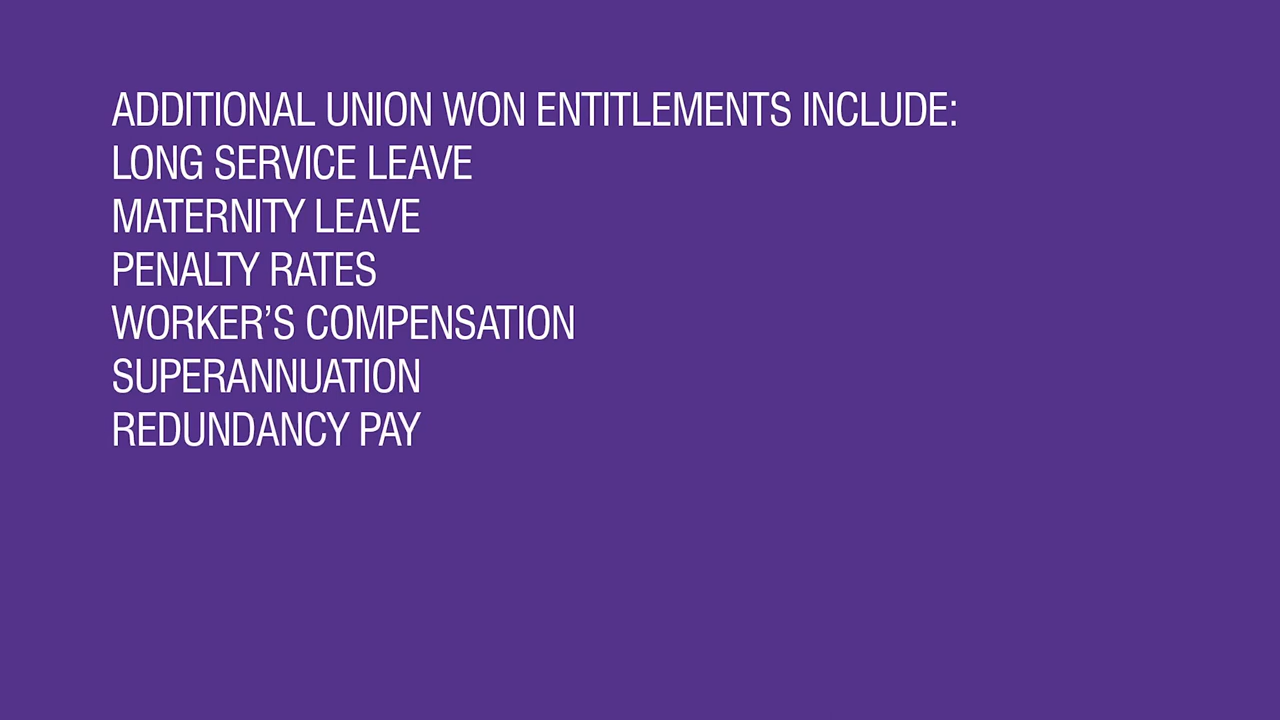 ADDITIONAL UNION WON ENTITLEMENTS INCLUDE:
LONG SERVICE LEAVE
MATERNITY LEAVE
PENALTY RATES
WORKER’S COMPENSATION
SUPERANNUATION
REDUNDANCY PAY